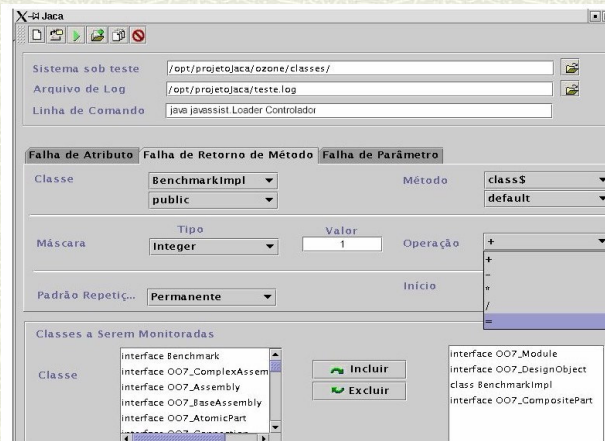 Jaca
Sistema sob teste /opt/projetoJaca/ozone/classes/
Arquivo de Log /opt/projetoJaca/teste.log
Linha de Comando java javassist.Loader Controlador
Falha de Atributo Falha de Retorno de Método Falha de Parâmetro
Classe BenchmarkImpl Método class$
public default
Tipo Valor
Máscara Integer 1 Operação +
+
-
*
/
=
Início
Padrão Repetiç... Permanente
Classes a Serem Monitoradas
Classe
interface Benchmark
interface OO7_ComplexAssem
interface OO7_Assembly
interface OO7_BaseAssembly
interface OO7_AtomicPart
interface OO7_Connection
Incluir
Excluir
interface OO7_Module
interface OO7_DesignObject
class BenchmarkImpl
interface OO7_CompositePart